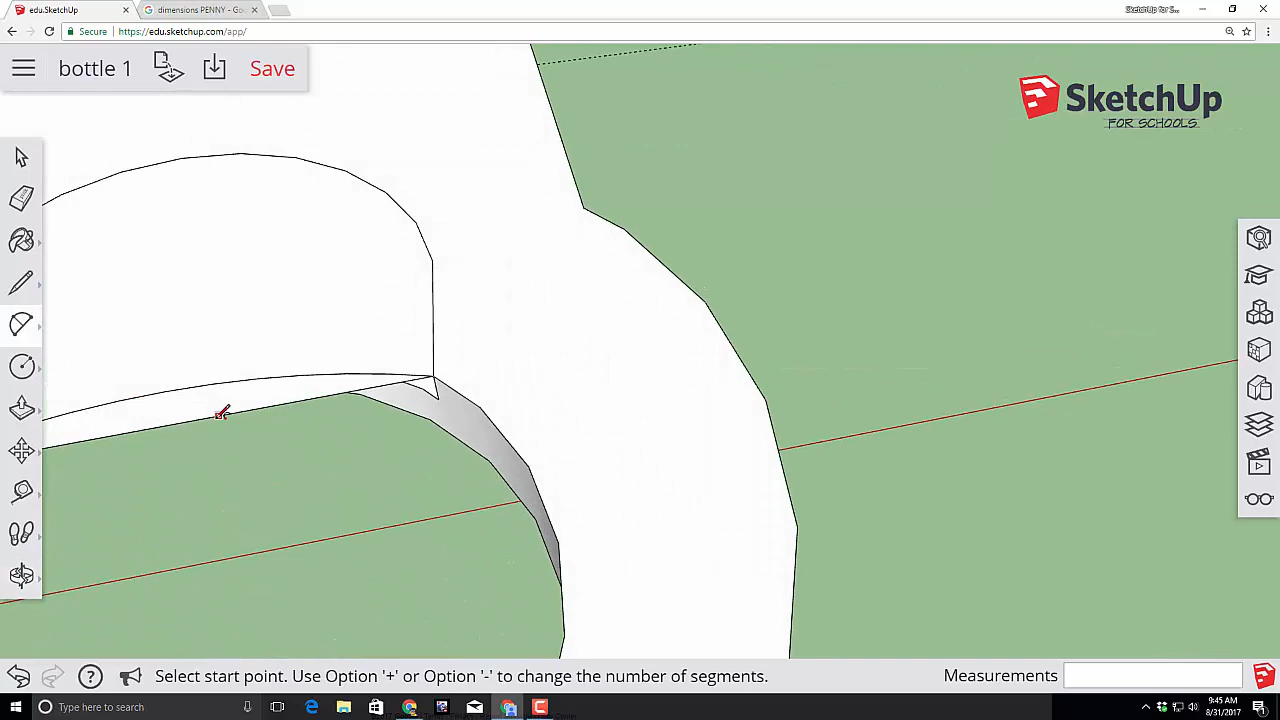 edu.SketchUp
dimensions PENNY - Go
SketchUp for S...
Secure
https://edu.sketchup.com/app/
bottle 1
Save
SketchUp
FOR SCHOOLS
Select start point. Use Option '+' or Option '-' to change the number of segments.
Measurements
Type here to search
9:45 AM
8/31/2017